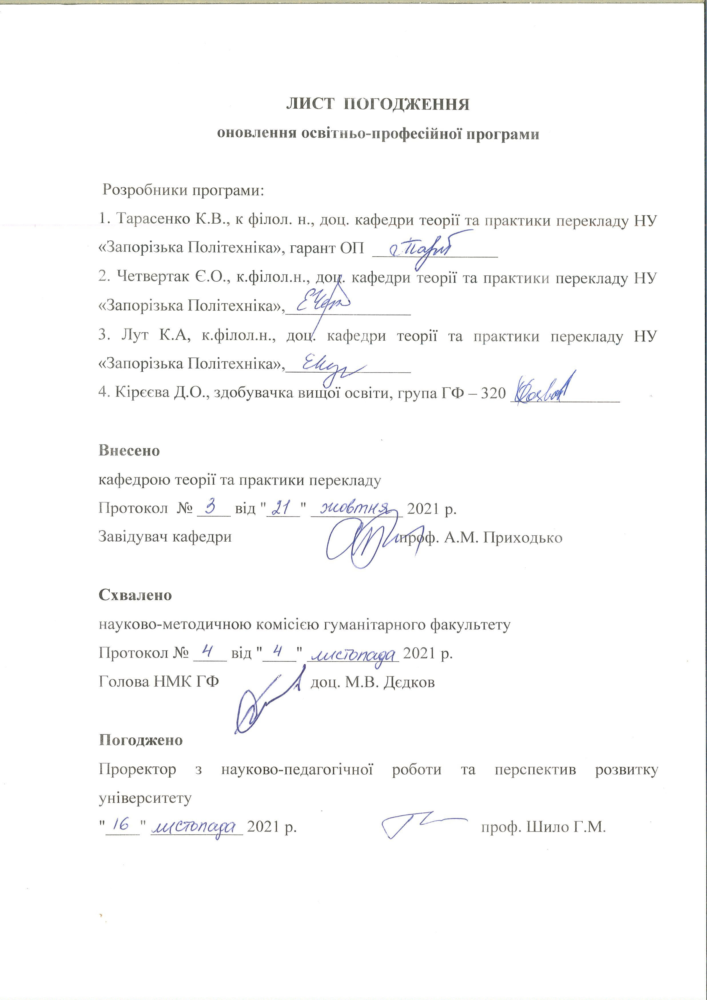 ЛИСТ ПОГОДЖЕННЯ
оновлення освітньо-професійної програми
Розробники програми:
1. Тарасенко К.В., к філол. н., доц. кафедри теорії та практики перекладу НУ
«Запорізька Політехніка», гарант ОП
2. Четвертак Є.О., к.філол.н., доц. кафедри теорії та практики перекладу НУ
«Запорізька Політехніка»,
3. Лут К.А, к.філол.н., доц. кафедри теорії та практики перекладу НУ
«Запорізька Політехніка»,
4. Кірєєва Д.О., здобувачка вищої освіти, група ГФ – 320
Внесено
кафедрою теорії та практики перекладу
Протокол № 3 від "21" жовтня 2021 р.
Завідувач кафедри проф. А.М. Приходько
Схвалено
науково-методичною комісією гуманітарного факультету
Протокол № 4 від "4" листопада 2021 р.
Голова НМК ГФ доц. М.В. Дєдков
Погоджено
Проректор з науково-педагогічної роботи та перспектив розвитку
університету
"16" листопада 2021 р. проф. Шило Г.М.